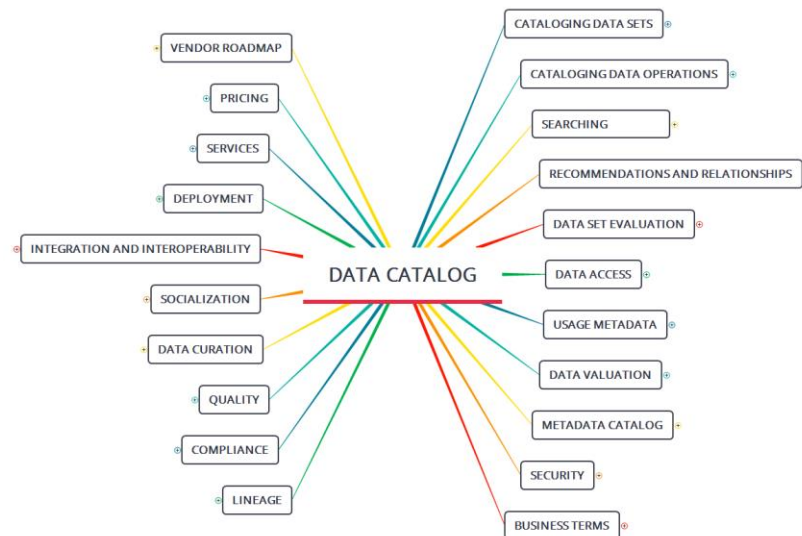 CATALOGING DATA SETS
VENDOR ROADMAP
CATALOGING DATA OPERATIONS
PRICING
SEARCHING
SERVICES
RECOMMENDATIONS AND RELATIONSHIPS
DEPLOYMENT
DATA SET EVALUATION
INTEGRATION AND INTEROPERABILITY
DATA CATALOG
DATA ACCESS
SOCIALIZATION
USAGE METADATA
DATA CURATION
DATA VALUATION
QUALITY
METADATA CATALOG
COMPLIANCE
SECURITY
LINEAGE
BUSINESS TERMS